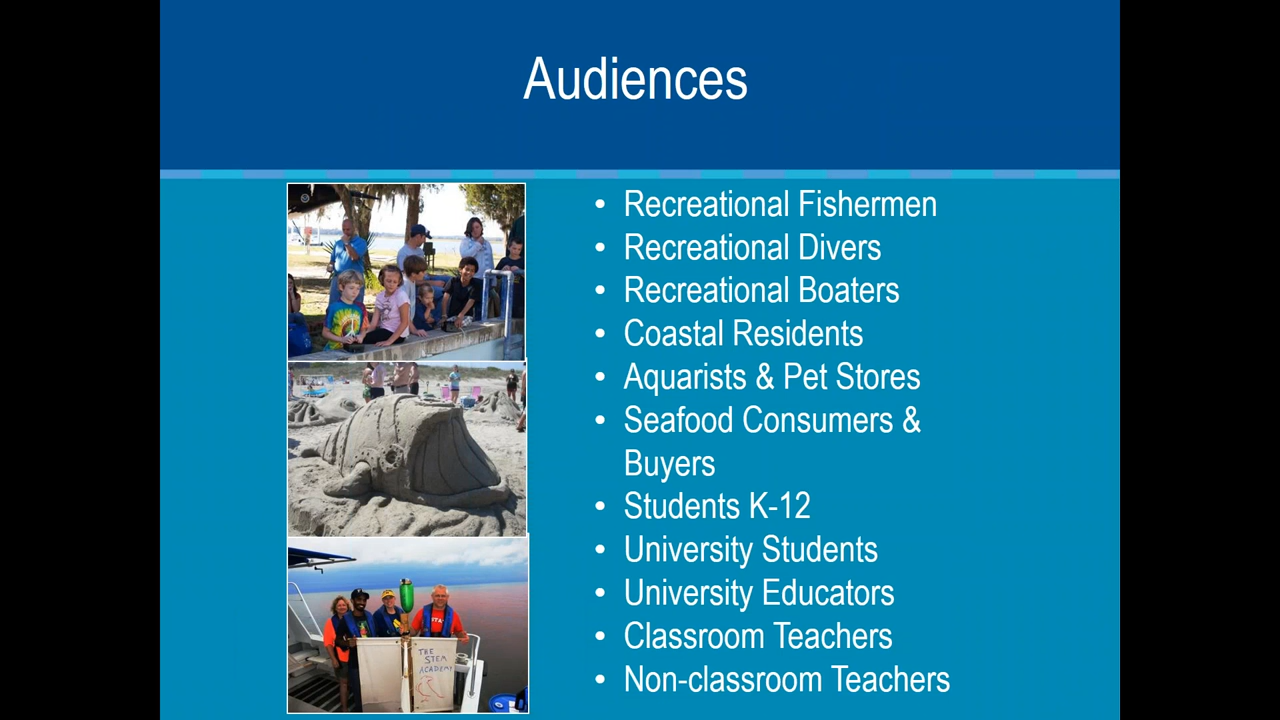 Audiences
• Recreational Fishermen
• Recreational Divers
• Recreational Boaters
• Coastal Residents
• Aquarists & Pet Stores
• Seafood Consumers &
Buyers
• Students K-12
• University Students
• University Educators
• Classroom Teachers
• Non-classroom Teachers
THE
STEM
ACADEMY